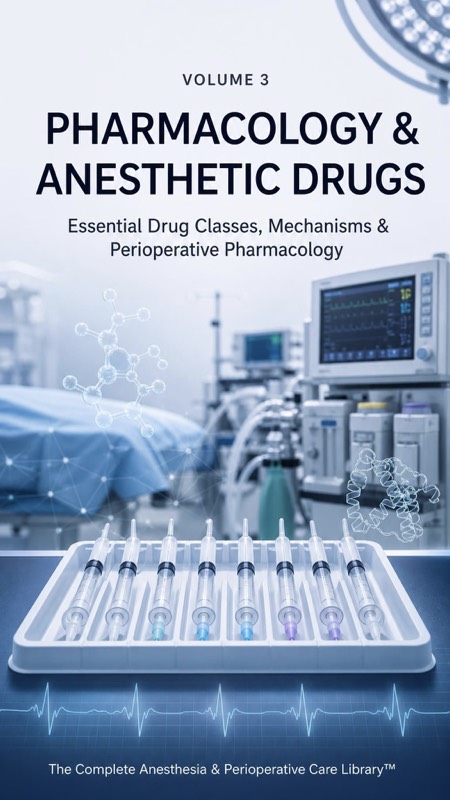 VOLUME 3
PHARMACOLOGY &
ANESTHETIC DRUGS
Essential Drug Classes, Mechanisms &
Perioperative Pharmacology
The Complete Anesthesia & Perioperative Care Library™